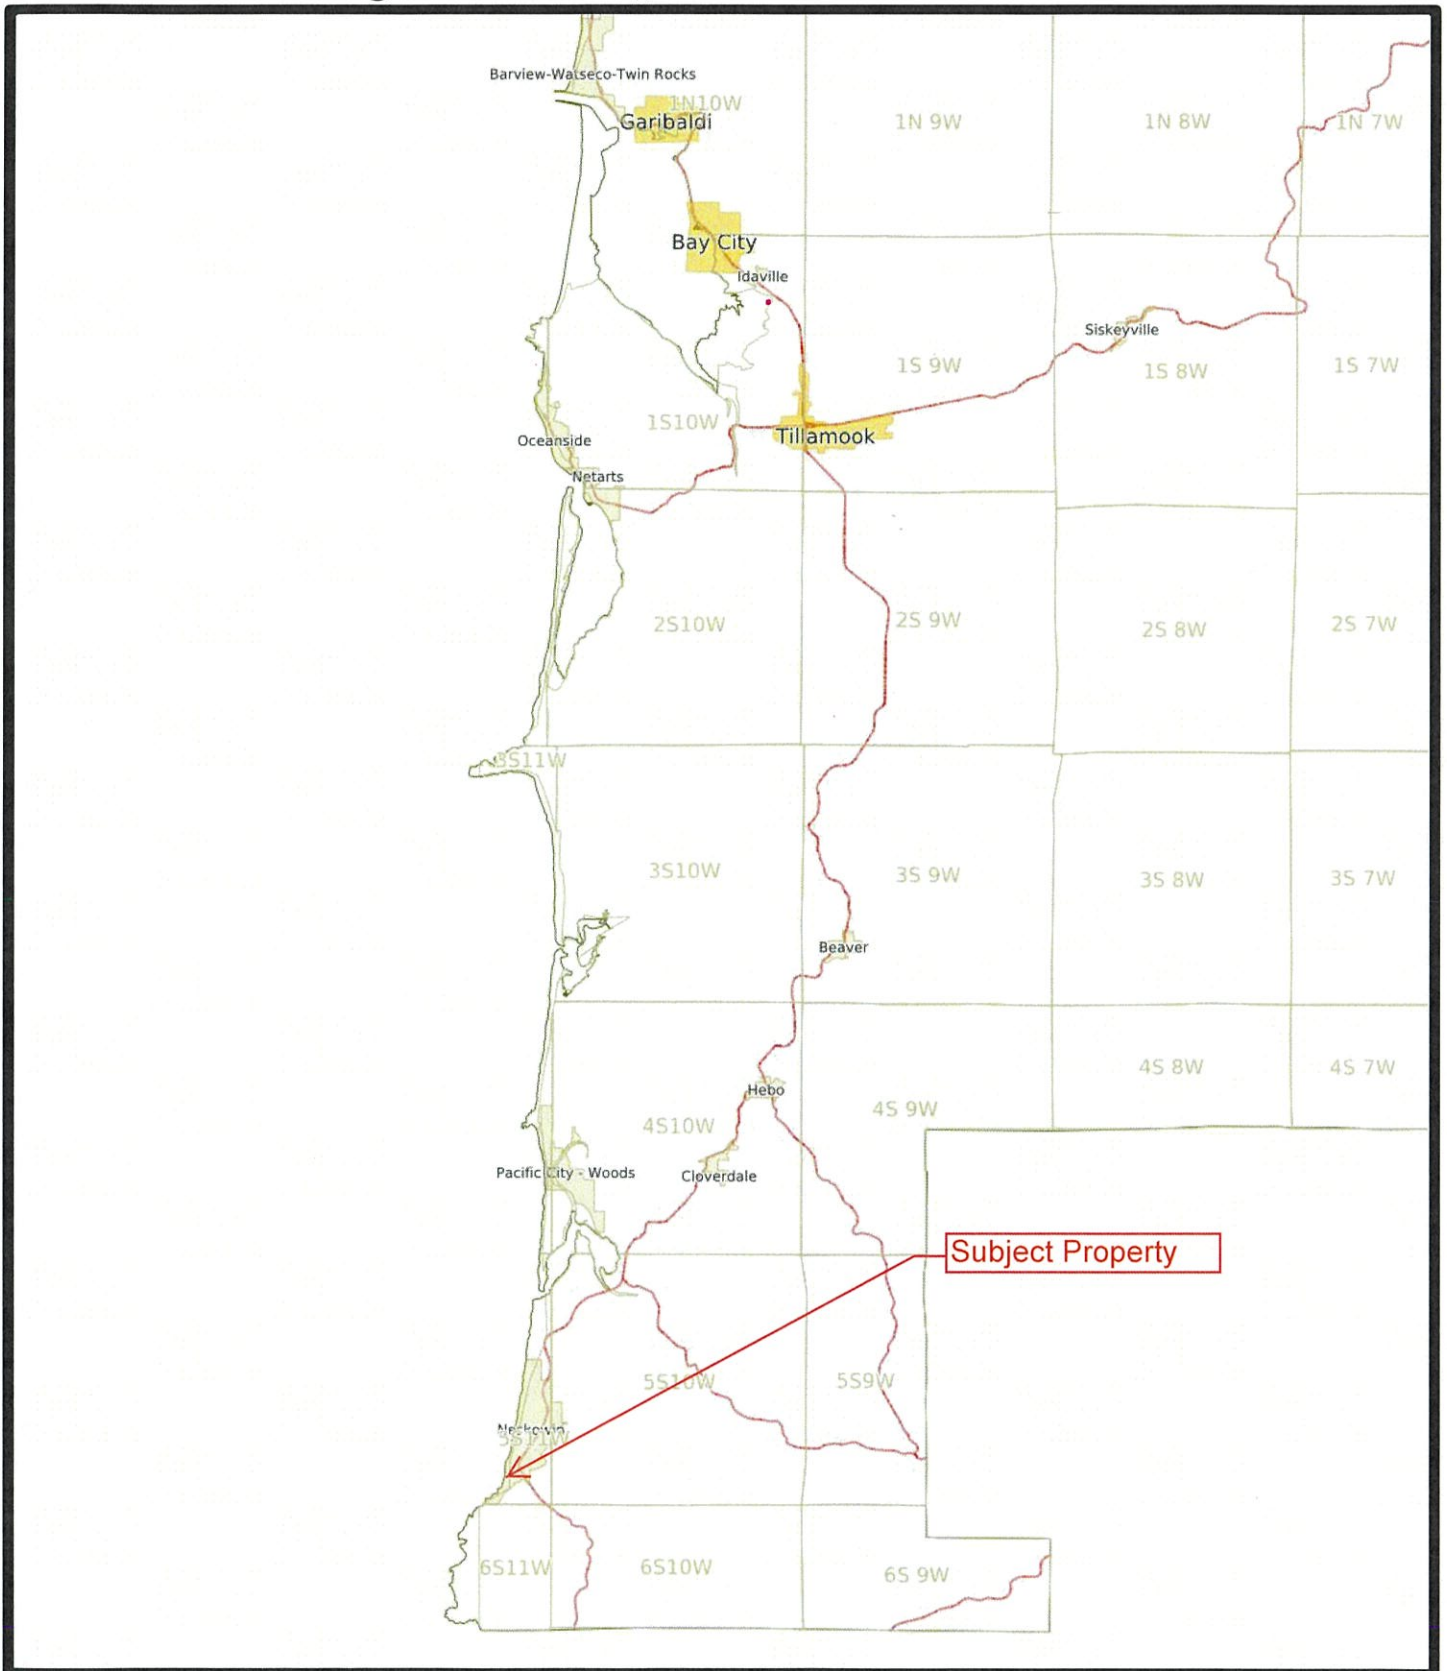 Barview-Watseco-Twin Rocks
1N10W
Garibaldi
1N 9W
1N 8W
1N 7W
Bay City
Idaville
Siskeyville
1S 9W
1S 8W
1S 7W
1S10W
Tillamook
Oceanside
Netarts
2S10W
2S 9W
2S 8W
2S 7W
3S11W
3S10W
3S 9W
3S 8W
3S 7W
Beaver
4S 8W
4S 7W
Hebo
4S 9W
4S10W
Pacific City - Woods
Cloverdale
Subject Property
5S10W
5S9W
Neskowin
5S11W
6S11W
6S10W
6S 9W